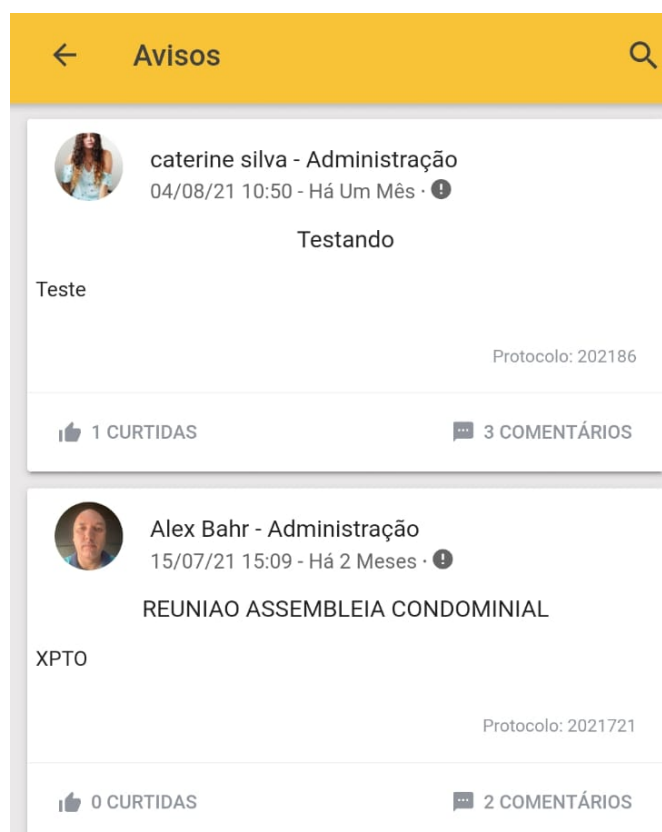 Avisos
caterine silva - Administração
04/08/21 10:50 - Há Um Mês ·
Testando
Teste
Protocolo: 202186
1 CURTIDAS
3 COMENTÁRIOS
Alex Bahr - Administração
15/07/21 15:09 - Há 2 Meses ·
REUNIAO ASSEMBLEIA CONDOMINIAL
XPTO
Protocolo: 2021721
0 CURTIDAS
2 COMENTÁRIOS